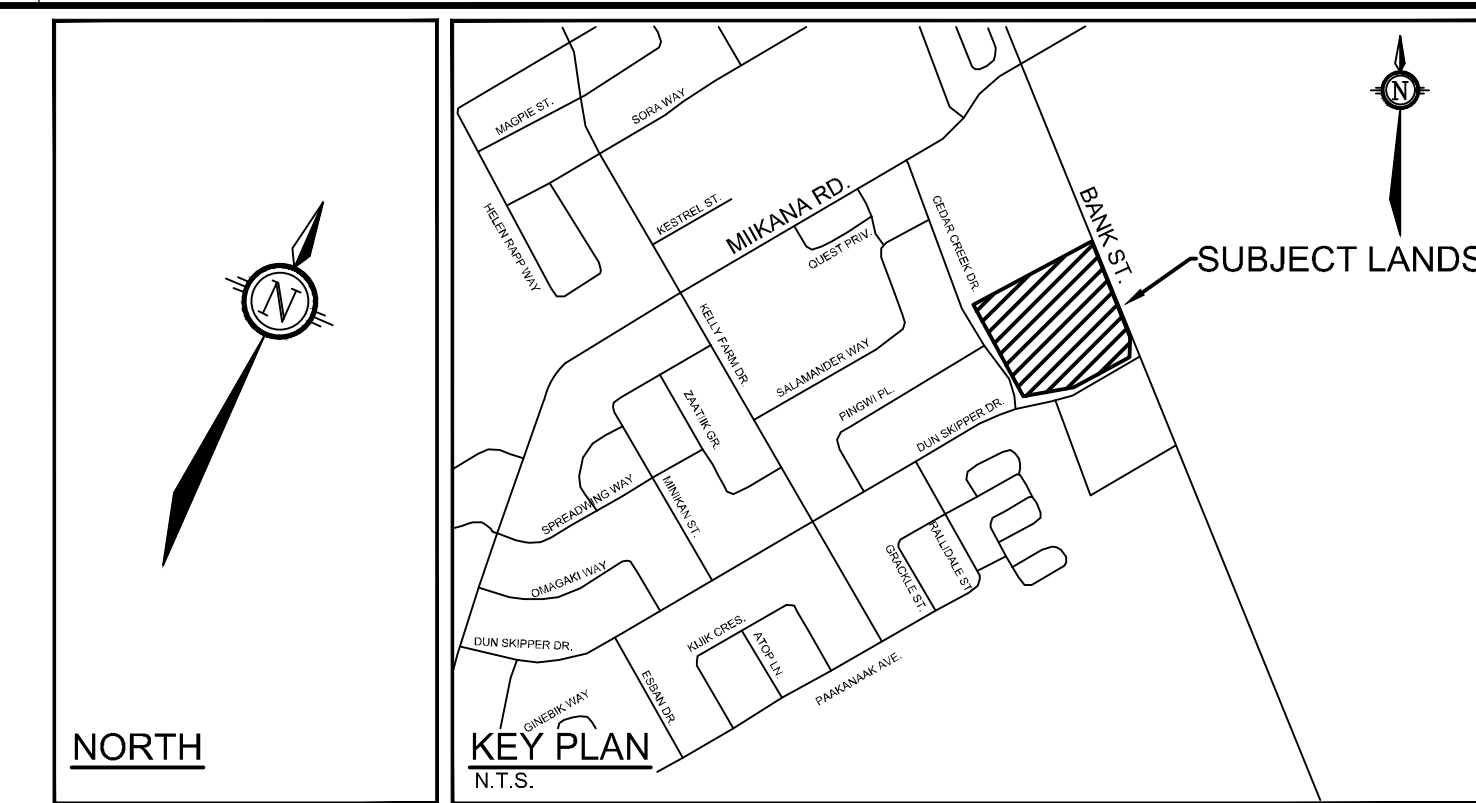 N
NORTH
MAGPIE ST.
SORA WAY
HELEN RAPP WAY
KESTREL ST.
MIIKANA RD.
QUEST PRIV.
CEDAR CREEK DR.
BANK ST.
N
SUBJECT LANDS
KELLY FARM DR.
SALAMANDER WAY
ZAATIIK GR.
PINGWI PL.
DUN SKIPPER DR.
SPREADWING WAY
MINIKAN ST.
RALLIDALE ST.
GRACKLE ST.
OMAGAKI WAY
DUN SKIPPER DR.
KIJIK CRES.
ATOP LN.
ESBAN DR.
PAAKANAAK AVE.
GINEBIK WAY
KEY PLAN
N.T.S.